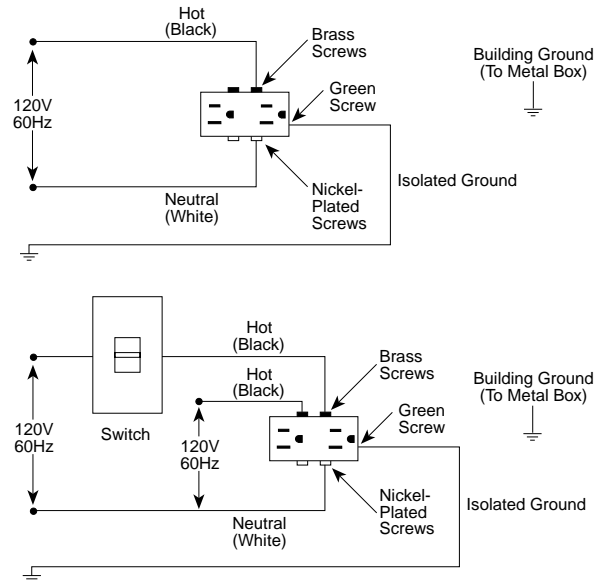 Hot
(Black)
Brass
Screws
Building Ground
(To Metal Box)
Green
Screw
120V
60Hz
Isolated Ground
Neutral
(White)
Nickel-
Plated
Screws
Hot
(Black)
Brass
Screws
Hot
(Black)
Building Ground
(To Metal Box)
Green
Screw
Switch
120V
60Hz
120V
60Hz
Nickel-
Plated
Screws
Isolated Ground
Neutral
(White)